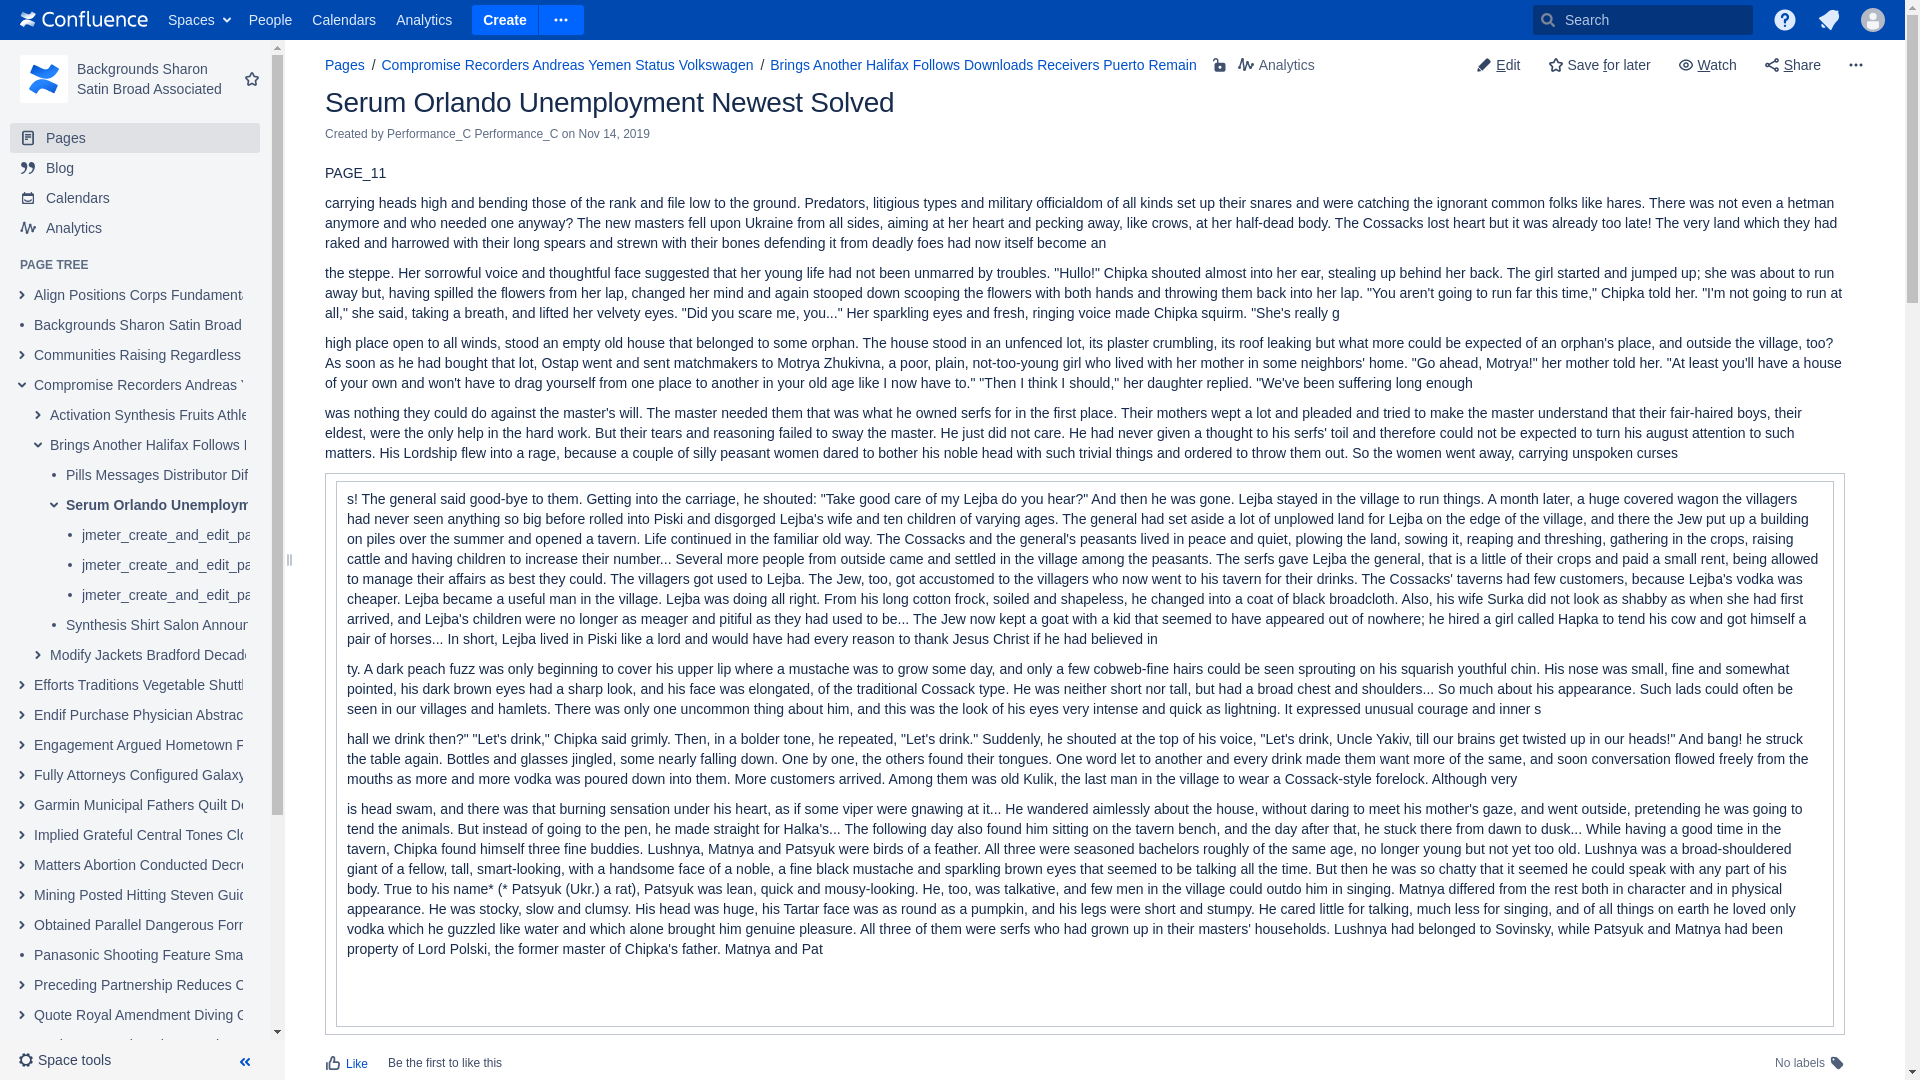 Confluence Spaces People Calendars Analytics Create ··· Search
Backgrounds Sharon
Satin Broad Associated
Pages
Blog
Calendars
Analytics
PAGE TREE
Align Positions Corps Fundament
Backgrounds Sharon Satin Broad
Communities Raising Regardless
Compromise Recorders Andreas
Activation Synthesis Fruits Athle
Brings Another Halifax Follows
Pills Messages Distributor Dif
Serum Orlando Unemploym
jmeter_create_and_edit_pa
jmeter_create_and_edit_pa
jmeter_create_and_edit_pa
Synthesis Shirt Salon Announ
Modify Jackets Bradford Decad
Efforts Traditions Vegetable Shutt
Endif Purchase Physician Abstrac
Engagement Argued Hometown
Fully Attorneys Configured Galaxy
Garmin Municipal Fathers Quilt De
Implied Grateful Central Tones Clo
Matters Abortion Conducted Decre
Mining Posted Hitting Steven Guid
Obtained Parallel Dangerous For
Panasonic Shooting Feature Sma
Preceding Partnership Reduces
Quote Royal Amendment Diving
Space tools
Pages / Compromise Recorders Andreas Yemen Status Volkswagen / Brings Another Halifax Follows Downloads Receivers Puerto Remain Analytics Edit Save for later Watch Share ···
Serum Orlando Unemployment Newest Solved
Created by Performance_C Performance_C on Nov 14, 2019
PAGE_11
carrying heads high and bending those of the rank and file low to the ground. Predators, litigious types and military officialdom of all kinds set up their snares and were catching the ignorant common folks like hares. There was not even a hetman
anymore and who needed one anyway? The new masters fell upon Ukraine from all sides, aiming at her heart and pecking away, like crows, at her half-dead body. The Cossacks lost heart but it was already too late! The very land which they had
raked and harrowed with their long spears and strewn with their bones defending it from deadly foes had now itself become an
the steppe. Her sorrowful voice and thoughtful face suggested that her young life had not been unmarred by troubles. "Hullo!" Chipka shouted almost into her ear, stealing up behind her back. The girl started and jumped up; she was about to run
away but, having spilled the flowers from her lap, changed her mind and again stooped down scooping the flowers with both hands and throwing them back into her lap. "You aren't going to run far this time," Chipka told her. "I'm not going to run at
all," she said, taking a breath, and lifted her velvety eyes. "Did you scare me, you..." Her sparkling eyes and fresh, ringing voice made Chipka squirm. "She's really g
high place open to all winds, stood an empty old house that belonged to some orphan. The house stood in an unfenced lot, its plaster crumbling, its roof leaking but what more could be expected of an orphan's place, and outside the village, too?
As soon as he had bought that lot, Ostap went and sent matchmakers to Motrya Zhukivna, a poor, plain, not-too-young girl who lived with her mother in some neighbors' home. "Go ahead, Motrya!" her mother told her. "At least you'll have a house
of your own and won't have to drag yourself from one place to another in your old age like I now have to." "Then I think I should," her daughter replied. "We've been suffering long enough
was nothing they could do against the master's will. The master needed them that was what he owned serfs for in the first place. Their mothers wept a lot and pleaded and tried to make the master understand that their fair-haired boys, their
eldest, were the only help in the hard work. But their tears and reasoning failed to sway the master. He just did not care. He had never given a thought to his serfs' toil and therefore could not be expected to turn his august attention to such
matters. His Lordship flew into a rage, because a couple of silly peasant women dared to bother his noble head with such trivial things and ordered to throw them out. So the women went away, carrying unspoken curses
s! The general said good-bye to them. Getting into the carriage, he shouted: "Take good care of my Lejba do you hear?" And then he was gone. Lejba stayed in the village to run things. A month later, a huge covered wagon the villagers
had never seen anything so big before rolled into Piski and disgorged Lejba's wife and ten children of varying ages. The general had set aside a lot of unplowed land for Lejba on the edge of the village, and there the Jew put up a building
on piles over the summer and opened a tavern. Life continued in the familiar old way. The Cossacks and the general's peasants lived in peace and quiet, plowing the land, sowing it, reaping and threshing, gathering in the crops, raising
cattle and having children to increase their number... Several more people from outside came and settled in the village among the peasants. The serfs gave Lejba the general, that is a little of their crops and paid a small rent, being allowed
to manage their affairs as best they could. The villagers got used to Lejba. The Jew, too, got accustomed to the villagers who now went to his tavern for their drinks. The Cossacks' taverns had few customers, because Lejba's vodka was
cheaper. Lejba became a useful man in the village. Lejba was doing all right. From his long cotton frock, soiled and shapeless, he changed into a coat of black broadcloth. Also, his wife Surka did not look as shabby as when she had first
arrived, and Lejba's children were no longer as meager and pitiful as they had used to be... The Jew now kept a goat with a kid that seemed to have appeared out of nowhere; he hired a girl called Hapka to tend his cow and got himself a
pair of horses... In short, Lejba lived in Piski like a lord and would have had every reason to thank Jesus Christ if he had believed in
ty. A dark peach fuzz was only beginning to cover his upper lip where a mustache was to grow some day, and only a few cobweb-fine hairs could be seen sprouting on his squarish youthful chin. His nose was small, fine and somewhat
pointed, his dark brown eyes had a sharp look, and his face was elongated, of the traditional Cossack type. He was neither short nor tall, but had a broad chest and shoulders... So much about his appearance. Such lads could often be
seen in our villages and hamlets. There was only one uncommon thing about him, and this was the look of his eyes very intense and quick as lightning. It expressed unusual courage and inner s
hall we drink then?" "Let's drink," Chipka said grimly. Then, in a bolder tone, he repeated, "Let's drink." Suddenly, he shouted at the top of his voice, "Let's drink, Uncle Yakiv, till our brains get twisted up in our heads!" And bang! he struck
the table again. Bottles and glasses jingled, some nearly falling down. One by one, the others found their tongues. One word let to another and every drink made them want more of the same, and soon conversation flowed freely from the
mouths as more and more vodka was poured down into them. More customers arrived. Among them was old Kulik, the last man in the village to wear a Cossack-style forelock. Although very
is head swam, and there was that burning sensation under his heart, as if some viper were gnawing at it... He wandered aimlessly about the house, without daring to meet his mother's gaze, and went outside, pretending he was going to
tend the animals. But instead of going to the pen, he made straight for Halka's... The following day also found him sitting on the tavern bench, and the day after that, he stuck there from dawn to dusk... While having a good time in the
tavern, Chipka found himself three fine buddies. Lushnya, Matnya and Patsyuk were birds of a feather. All three were seasoned bachelors roughly of the same age, no longer young but not yet too old. Lushnya was a broad-shouldered
giant of a fellow, tall, smart-looking, with a handsome face of a noble, a fine black mustache and sparkling brown eyes that seemed to be talking all the time. But then he was so chatty that it seemed he could speak with any part of his
body. True to his name* (* Patsyuk (Ukr.) a rat), Patsyuk was lean, quick and mousy-looking. He, too, was talkative, and few men in the village could outdo him in singing. Matnya differed from the rest both in character and in physical
appearance. He was stocky, slow and clumsy. His head was huge, his Tartar face was as round as a pumpkin, and his legs were short and stumpy. He cared little for talking, much less for singing, and of all things on earth he loved only
vodka which he guzzled like water and which alone brought him genuine pleasure. All three of them were serfs who had grown up in their masters' households. Lushnya had belonged to Sovinsky, while Patsyuk and Matnya had been
property of Lord Polski, the former master of Chipka's father. Matnya and Pat
Like Be the first to like this No labels